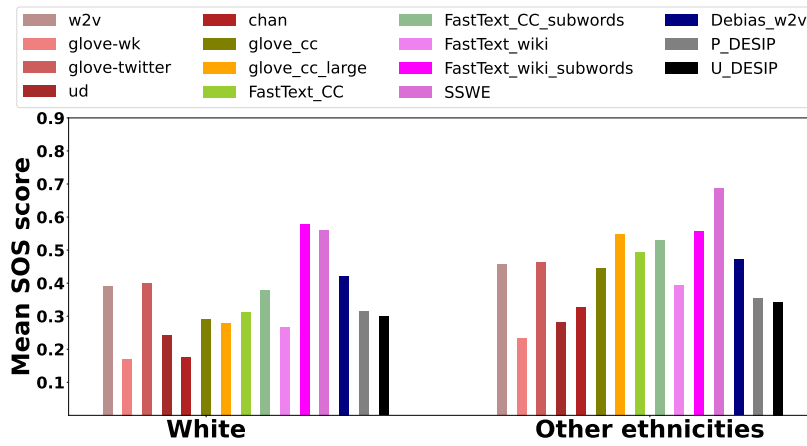 w2v
glove-wk
glove-twitter
ud
chan
glove_cc
glove_cc_large
FastText_CC
FastText_CC_subwords
FastText_wiki
FastText_wiki_subwords
SSWE
Debias_w2v
P_DESIP
U_DESIP
Mean SOS score
0.9
0.8
0.7
0.6
0.5
0.4
0.3
0.2
0.1
White
Other ethnicities